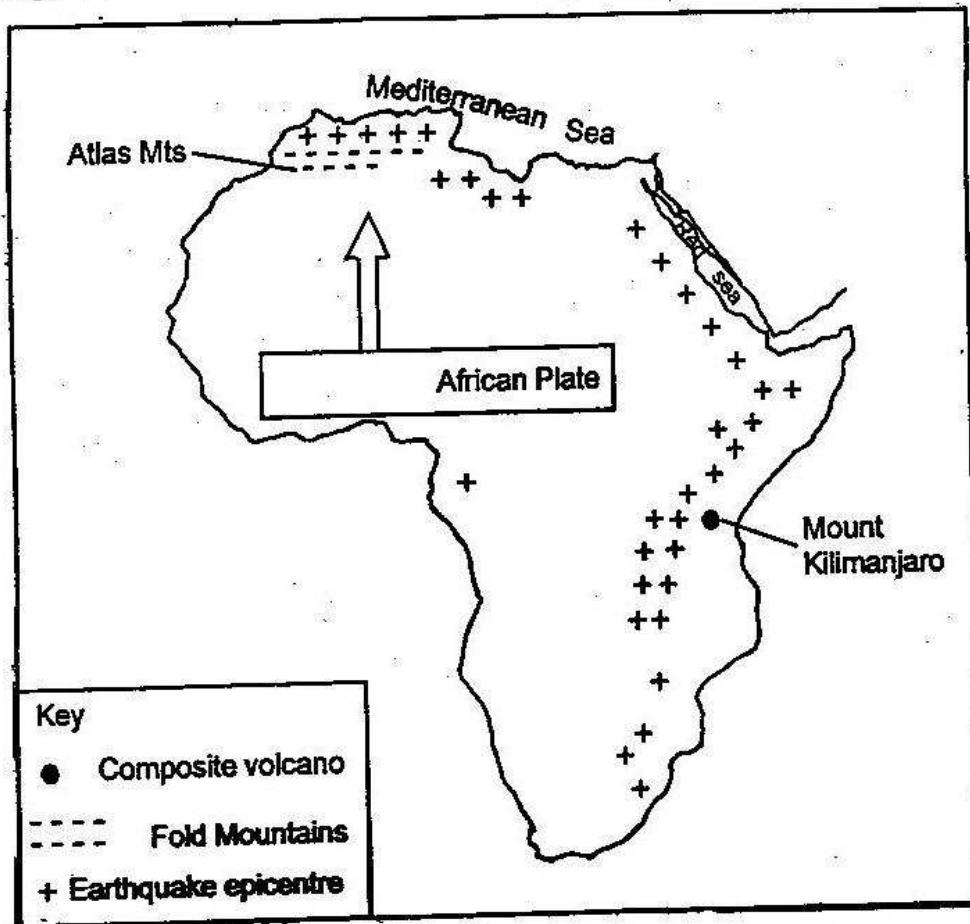 Mediterranean Sea
Atlas Mts
Red
sea
African Plate
Mount
Kilimanjaro
Key
Composite volcano
Fold Mountains
+ Earthquake epicentre